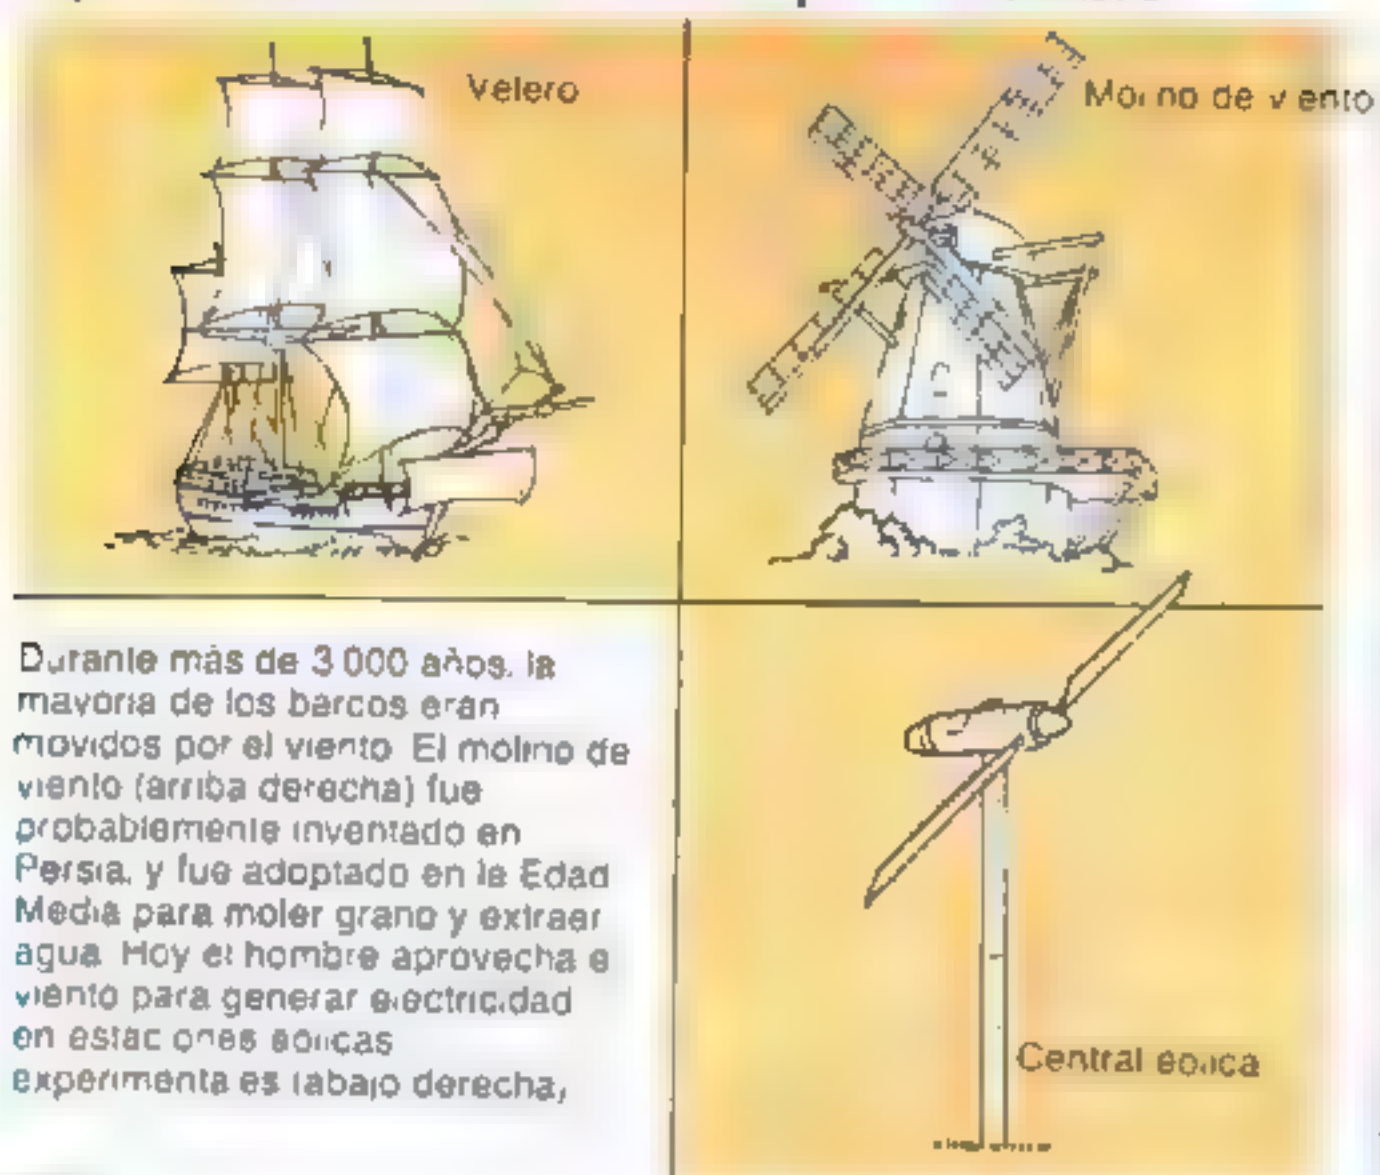 Velero
Molino de viento
Durante más de 3 000 años, la
mayoría de los barcos eran
movidos por el viento. El molino de
viento (arriba derecha) fue
probablemente inventado en
Persia, y fue adoptado en la Edad
Media para moler grano y extraer
agua. Hoy el hombre aprovecha el
viento para generar electricidad
en estaciones eólicas
experimentales (abajo derecha)
Central eólica